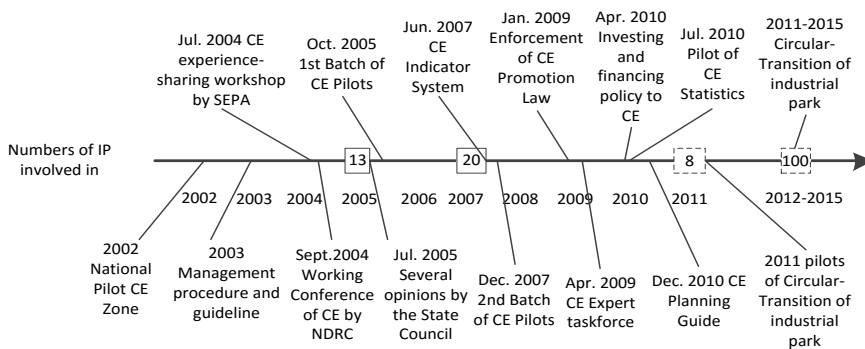 Jul. 2004 CE
experience-
sharing workshop
by SEPA
Oct. 2005
1st Batch of
CE Pilots
Jun. 2007
CE
Indicator
System
Jan. 2009
Enforcement
of CE
Promotion
Law
Apr. 2010
Investing
and
financing
policy to
CE
Jul. 2010
Pilot of
CE
Statistics
2011-2015
Circular-
Transition of
industrial
park
Numbers of IP
involved in
13
20
8
100
2002
2003
2004
2005
2006
2007
2008
2009
2010
2011
2012-2015
2002
National
Pilot CE
Zone
2003
Management
procedure and
guideline
Sept.2004
Working
Conference
of CE by
NDRC
Jul. 2005
Several
opinions by
the State
Council
Dec. 2007
2nd Batch
of CE Pilots
Apr. 2009
CE Expert
taskforce
Dec. 2010 CE
Planning
Guide
2011 pilots
of Circular-
Transition of
industrial
park